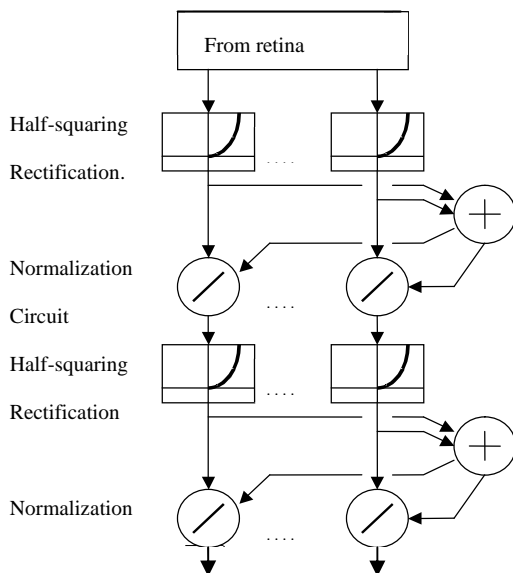 From retina
Half-squaring
. . . .
Rectification.
Normalization
. . . .
Circuit
Half-squaring
. . . .
Rectification
Normalization
. . . .